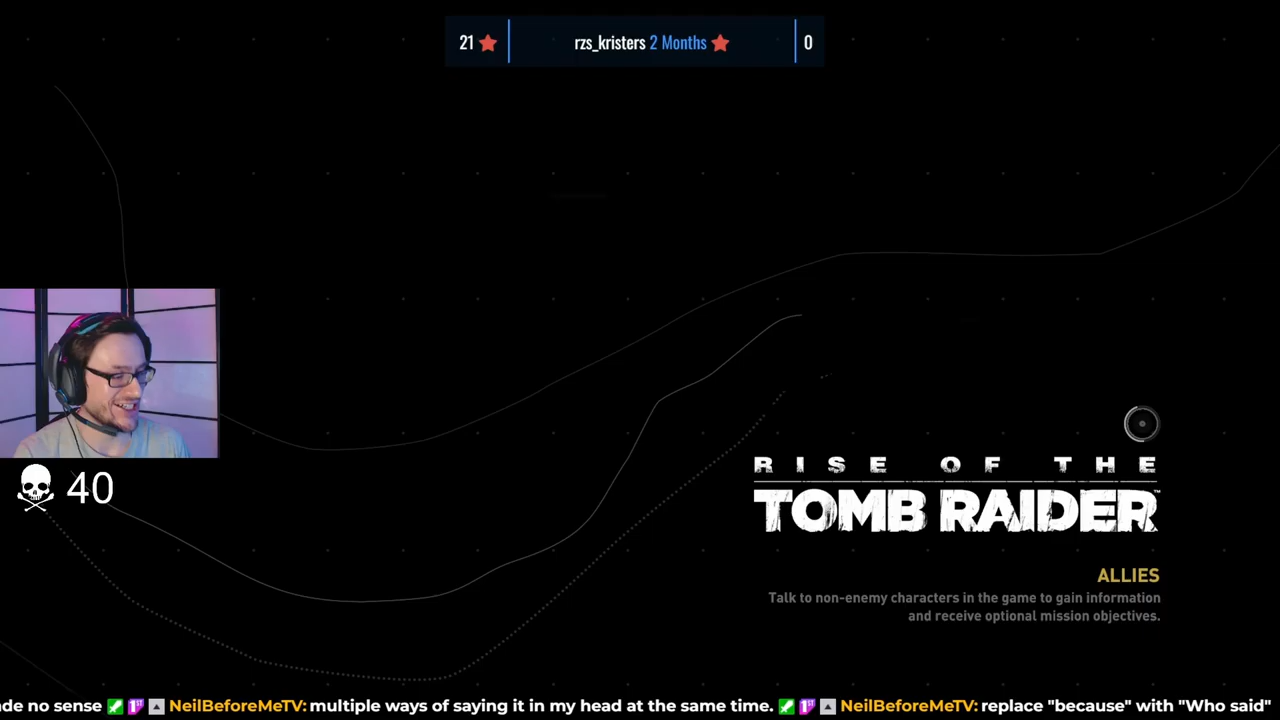 21 rzs_kristers 2 Months 0
40
RISE OF THE
TOMB RAIDER™
ALLIES
Talk to non-enemy characters in the game to gain information
and receive optional mission objectives.
no sense NeilBeforeMeTV: multiple ways of saying it in my head at the same time. NeilBeforeMeTV: replace "because" with "Who said"